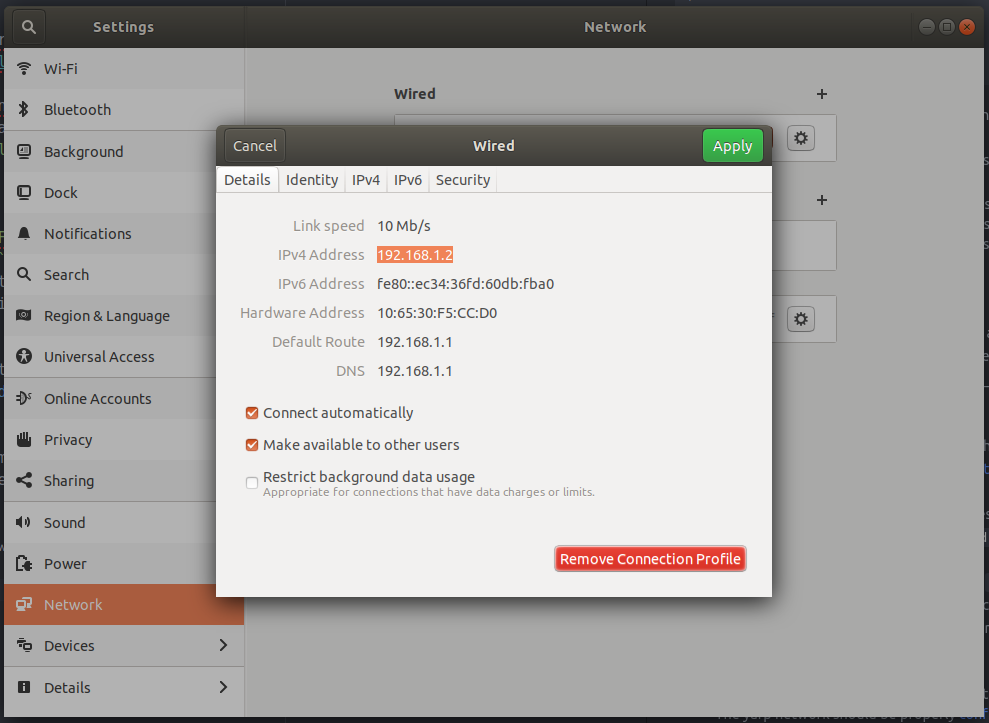 Settings
Network
Wi-Fi
Bluetooth
Background
Dock
Notifications
Search
Region & Language
Universal Access
Online Accounts
Privacy
Sharing
Sound
Power
Network
Devices
Details
Wired
Cancel
Wired
Apply
Details Identity IPv4 IPv6 Security
Link speed 10 Mb/s
IPv4 Address 192.168.1.2
IPv6 Address fe80::ec34:36fd:60db:fba0
Hardware Address 10:65:30:F5:CC:D0
Default Route 192.168.1.1
DNS 192.168.1.1
Connect automatically
Make available to other users
Restrict background data usage
Appropriate for connections that have data charges or limits.
Remove Connection Profile